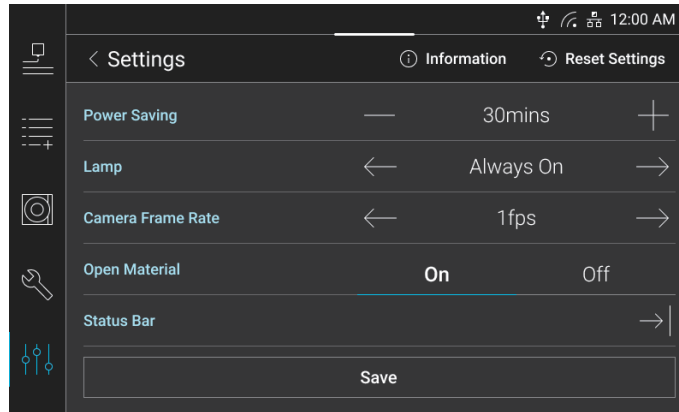 12:00 AM
Settings
Information
Reset Settings
Power Saving
30mins
Lamp
Always On
Camera Frame Rate
1fps
Open Material
On
Off
Status Bar
Save